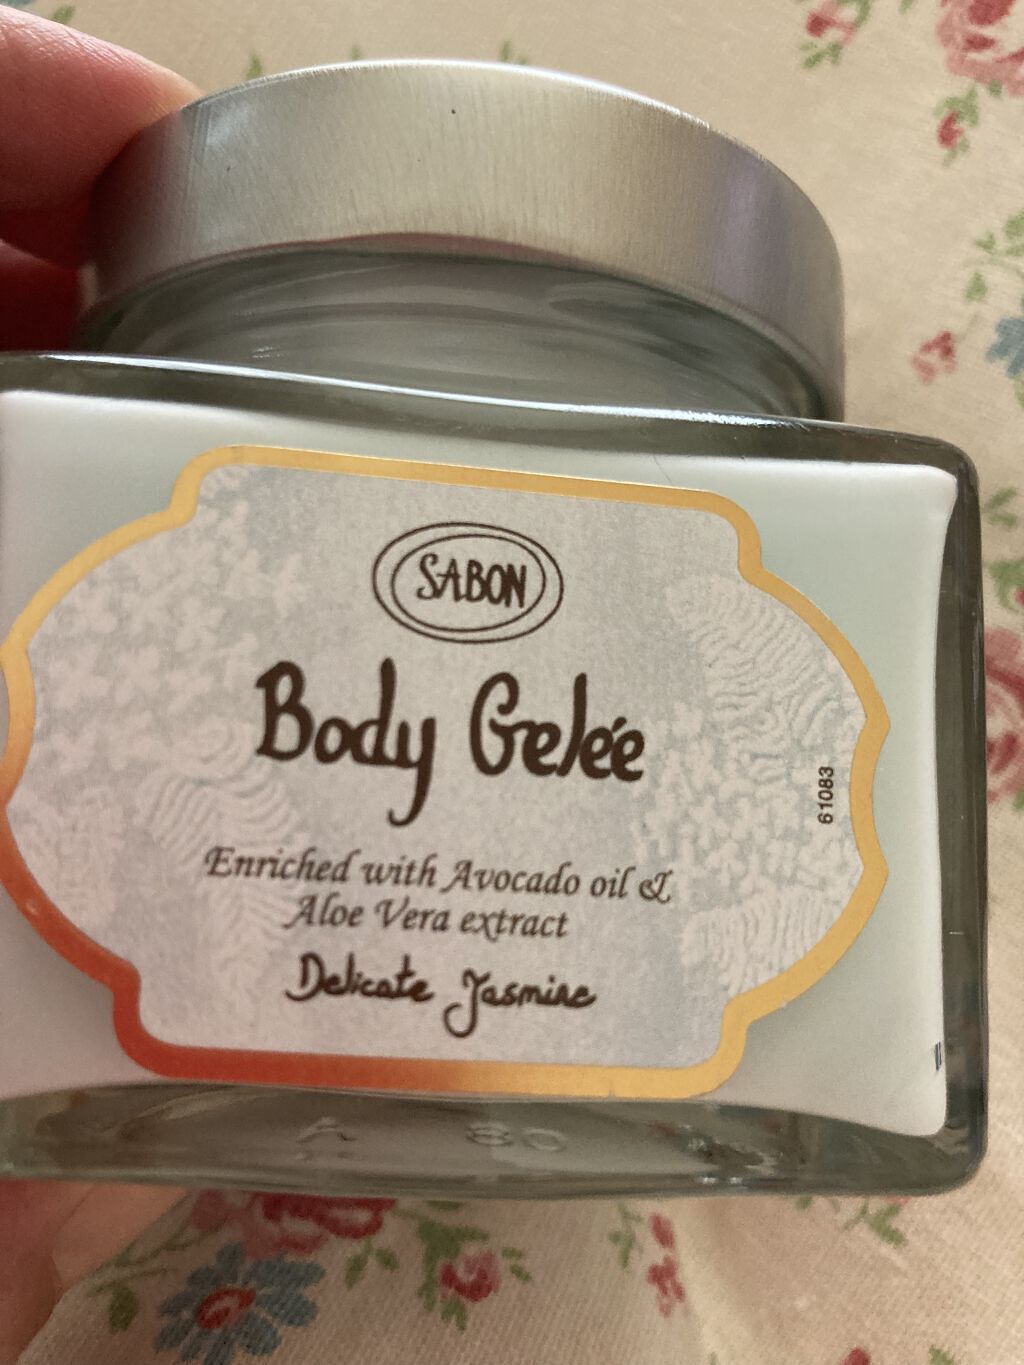 SABON
Body Gelée
61083
Enriched with Avocado oil &
Aloe Vera extract
Delicate Jasmine